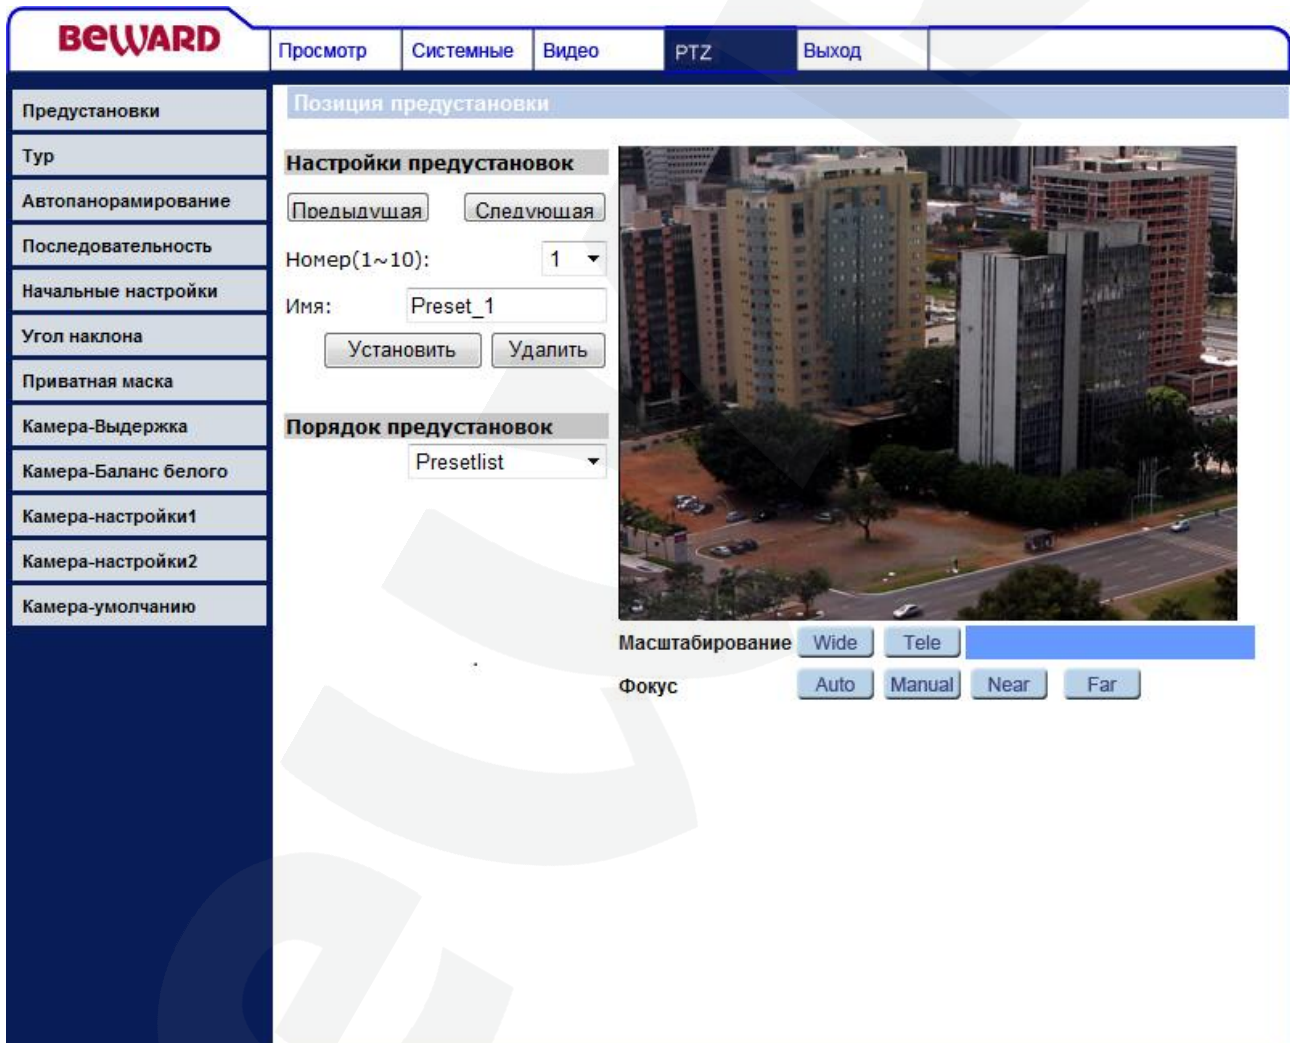 BEWARD
Просмотр Системные Видео PTZ Выход
Предустановки
Тур
Автопанорамирование
Последовательность
Начальные настройки
Угол наклона
Приватная маска
Камера-Выдержка
Камера-Баланс белого
Камера-настройки1
Камера-настройки2
Камера-умолчанию
Позиция предустановки
Настройки предустановок
Предыдущая Следующая
Номер(1~10): 1
Имя: Preset_1
Установить Удалить
Порядок предустановок
Presetlist
Масштабирование Wide Tele
Фокус Auto Manual Near Far